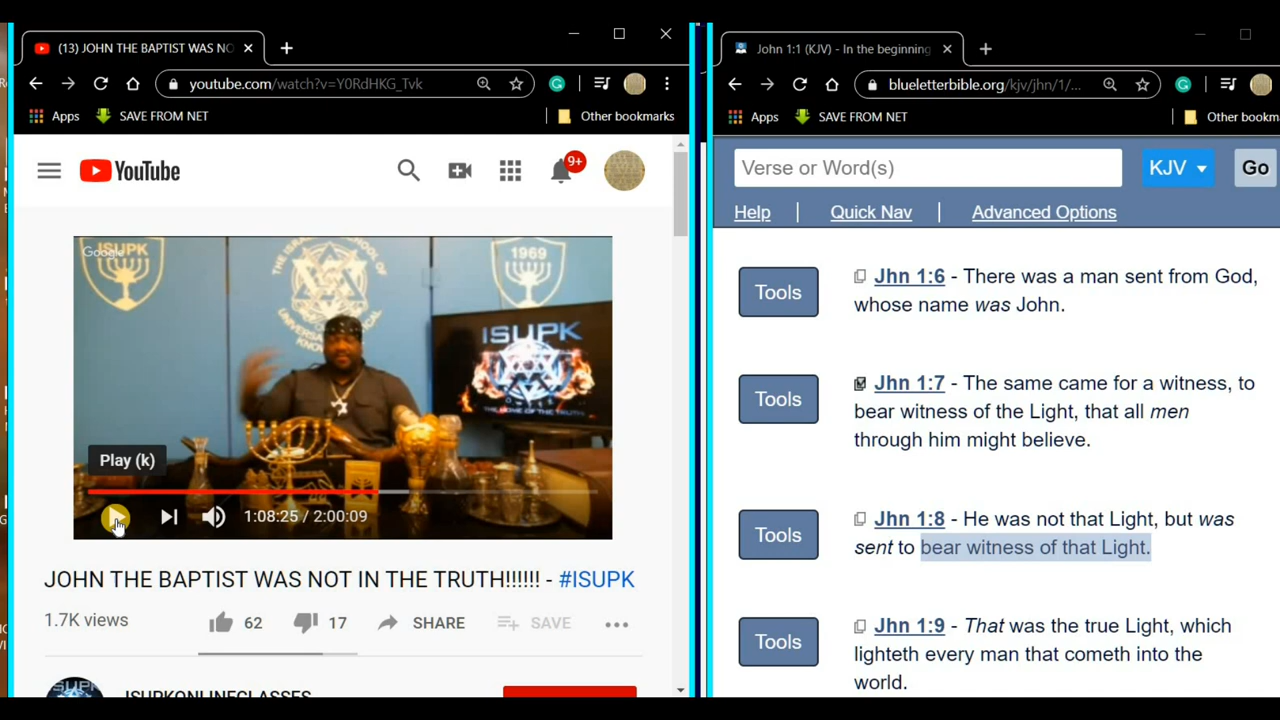 (13) JOHN THE BAPTIST WAS NO
youtube.com/watch?v=Y0RdHKG_Tvk
Apps
SAVE FROM NET
Other bookmarks
YouTube
9+
Google
ISUPK
1969
ISUPK
THE HOME OF THE TRUTH
Play (k)
1:08:25 / 2:00:09
JOHN THE BAPTIST WAS NOT IN THE TRUTH!!!!!! - #ISUPK
1.7K views
62
17
SHARE
SAVE
ISUPKONLINECLASSES
John 1:1 (KJV) - In the beginning
blueletterbible.org/kjv/jhn/1/...
Apps
SAVE FROM NET
Other bookm
Verse or Word(s)
KJV
Go
Help
Quick Nav
Advanced Options
Tools
Jhn 1:6 - There was a man sent from God,
whose name was John.
Tools
Jhn 1:7 - The same came for a witness, to
bear witness of the Light, that all men
through him might believe.
Tools
Jhn 1:8 - He was not that Light, but was
sent to bear witness of that Light.
Tools
Jhn 1:9 - That was the true Light, which
lighteth every man that cometh into the
world.